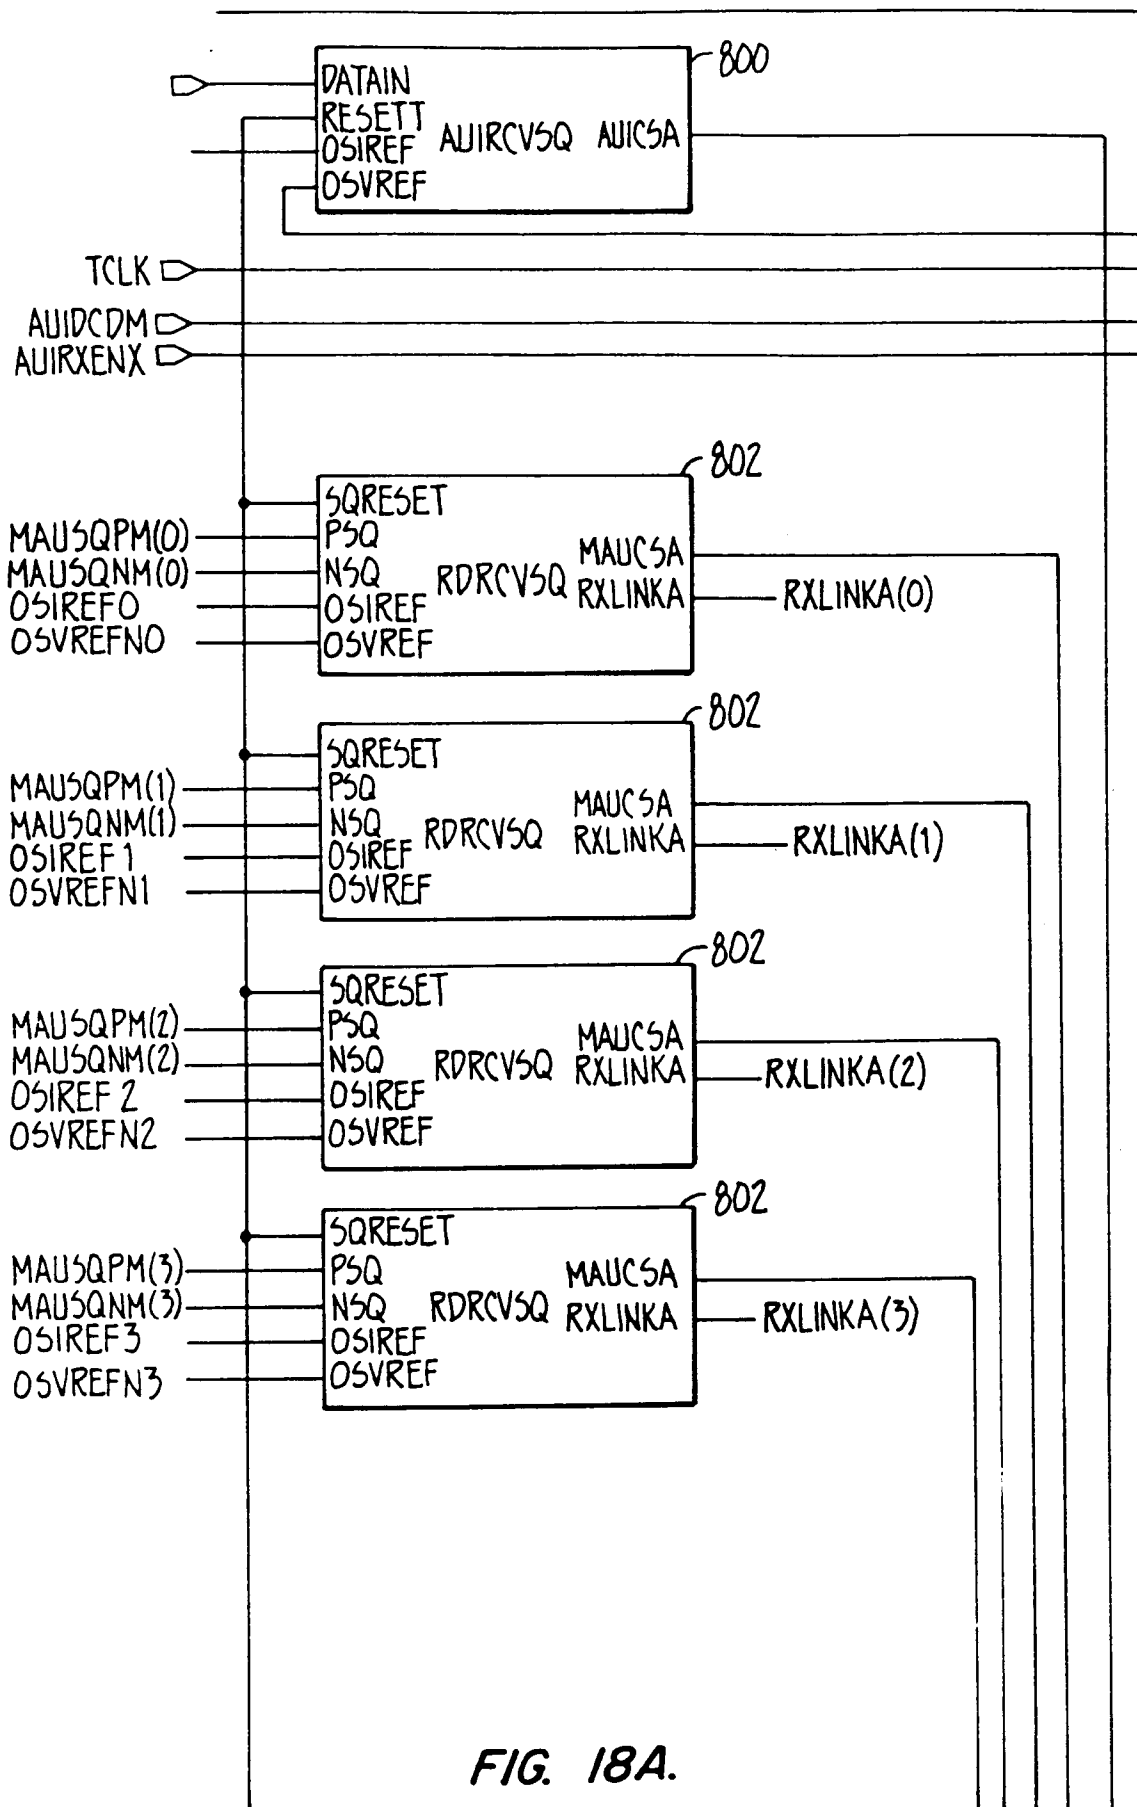 800
DATAIN
RESETT
OSIREF
OSVREF
AUIRCVSQ
AUICSA
TCLK
AUIDCDM
AUIRXENX
802
SQRESET
MAUSQPM(0)
PSQ
MAUSQNM(0)
NSQ
OSIREF0
OSIREF
OSVREFN0
OSVREF
RDRCVSQ
MAUCSA
RXLINKA
RXLINKA(0)
802
SQRESET
MAUSQPM(1)
PSQ
MAUSQNM(1)
NSQ
OSIREF1
OSIREF
OSVREFN1
OSVREF
RDRCVSQ
MAUCSA
RXLINKA
RXLINKA(1)
802
SQRESET
MAUSQPM(2)
PSQ
MAUSQNM(2)
NSQ
OSIREF2
OSIREF
OSVREFN2
OSVREF
RDRCVSQ
MAUCSA
RXLINKA
RXLINKA(2)
802
SQRESET
MAUSQPM(3)
PSQ
MAUSQNM(3)
NSQ
OSIREF3
OSIREF
OSVREFN3
OSVREF
RDRCVSQ
MAUCSA
RXLINKA
RXLINKA(3)
FIG. 18A.